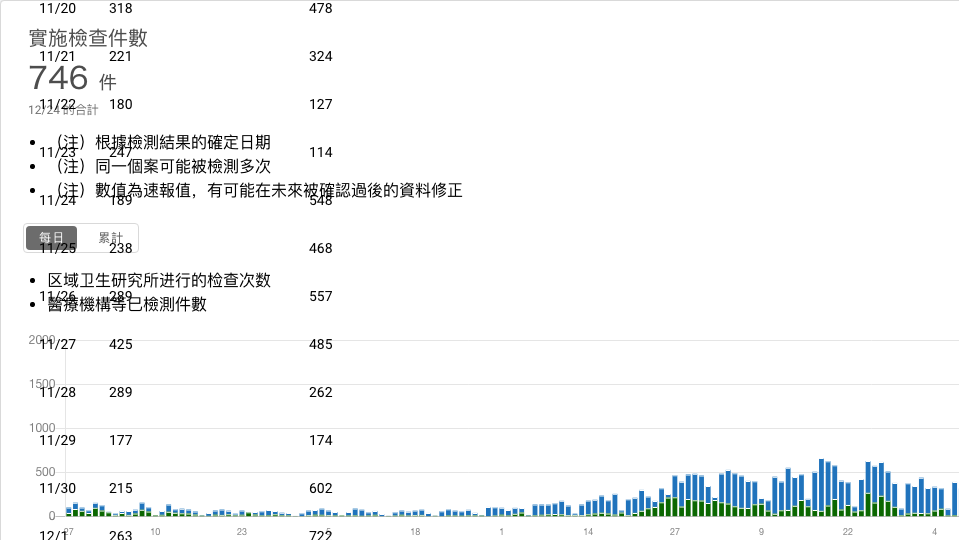 11/20 318 478
實施檢查件數
11/21 221 324
746 件
11/22 180 127
12/24 的合計
（注）根據檢測結果的確定日期
11/23 247 114
（注）同一個案可能被檢測多次
（注）數值為速報值，有可能在未來被確認過後的資料修正
11/24 189 548
每日 累計
11/25 238 468
区域卫生研究所进行的检查次数
11/26 289 557
醫療機構等已檢測件數
2000
11/27 425 485
1500
11/28 289 262
1000
11/29 177 174
500
11/30 215 602
0
27 10 23 5 18 1 14 27 9 22 4
12/1 263 722